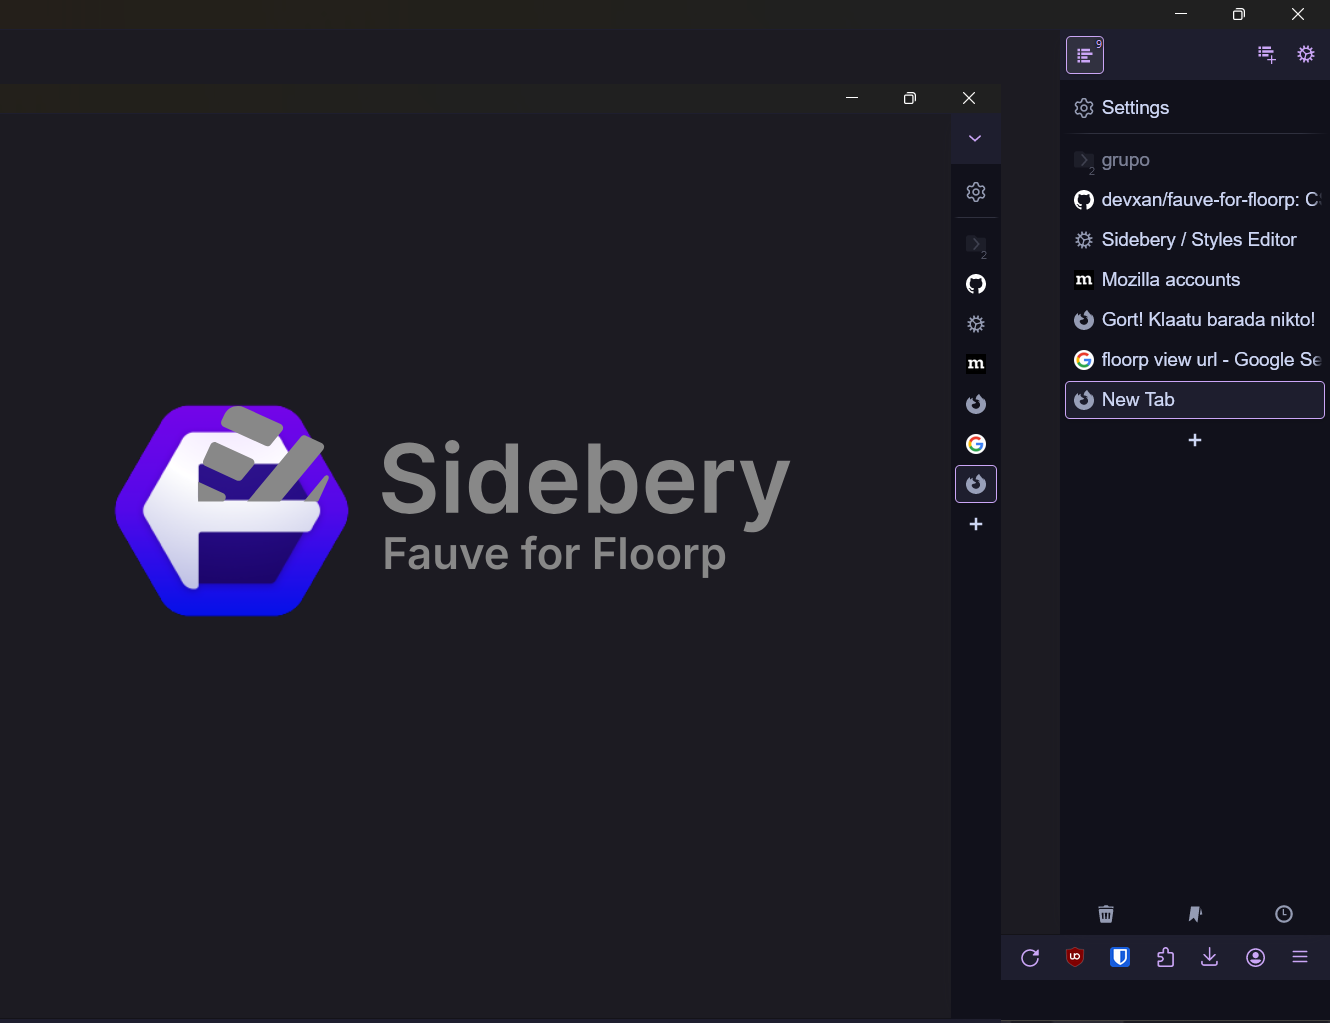 9
Settings
2
grupo
devxan/fauve-for-floorp: C
Sidebery / Styles Editor
m
Mozilla accounts
Gort! Klaatu barada nikto!
floorp view url - Google Se
New Tab
2
m
Sidebery
Fauve for Floorp